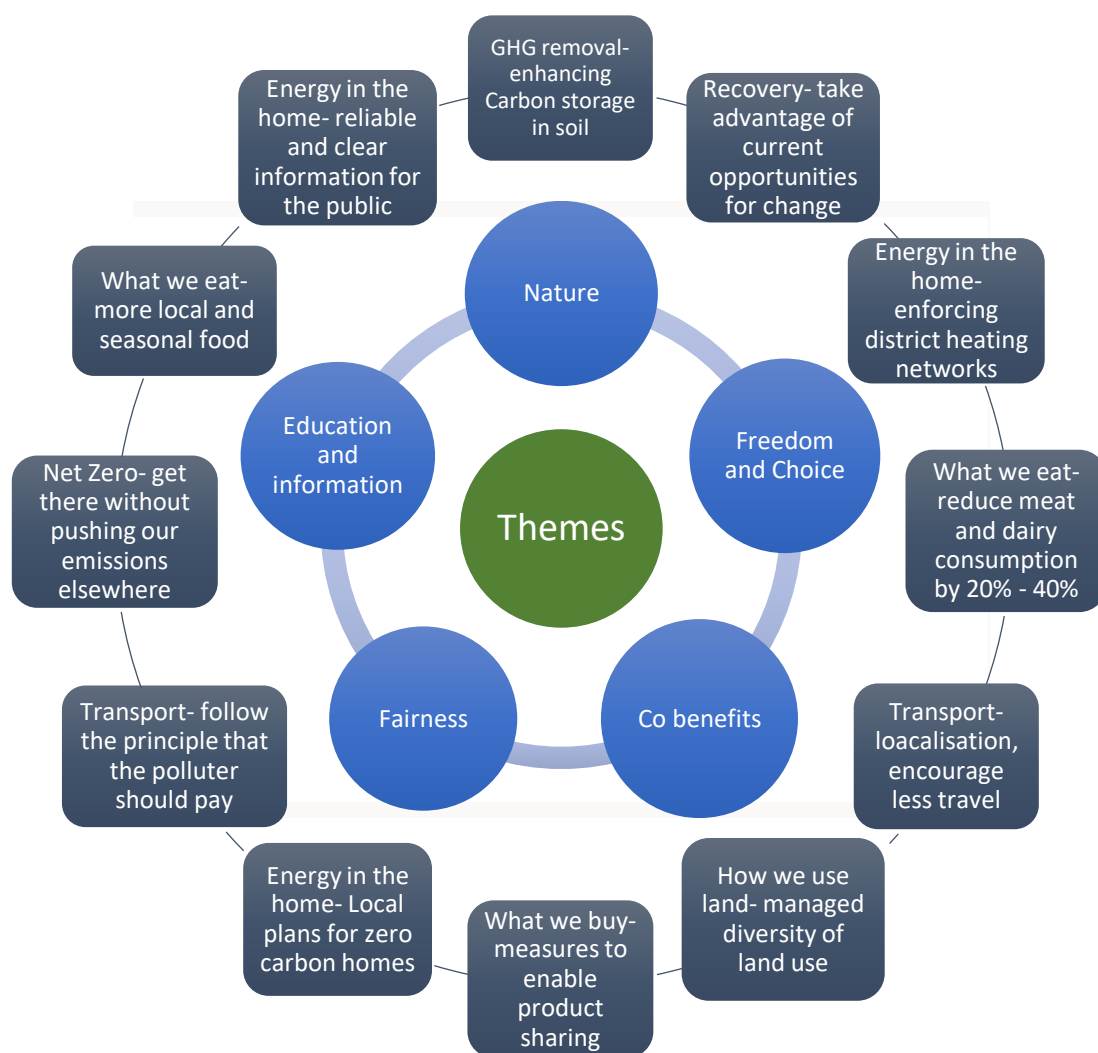 GHG removal-
enhancing
Carbon storage
in soil
Recovery- take
advantage of
current
opportunities
for change
Energy in the
home-
enforcing
district heating
networks
What we eat-
reduce meat
and dairy
consumption
by 20% - 40%
Transport-
loacalisation,
encourage
less travel
How we use
land- managed
diversity of
land use
What we buy-
measures to
enable
product
sharing
Energy in the
home- Local
plans for zero
carbon homes
Transport- follow
the principle that
the polluter
should pay
Net Zero- get
there without
pushing our
emissions
elsewhere
What we eat-
more local and
seasonal food
Energy in the
home- reliable
and clear
information for
the public
Nature
Freedom
and Choice
Co benefits
Fairness
Education
and
information
Themes